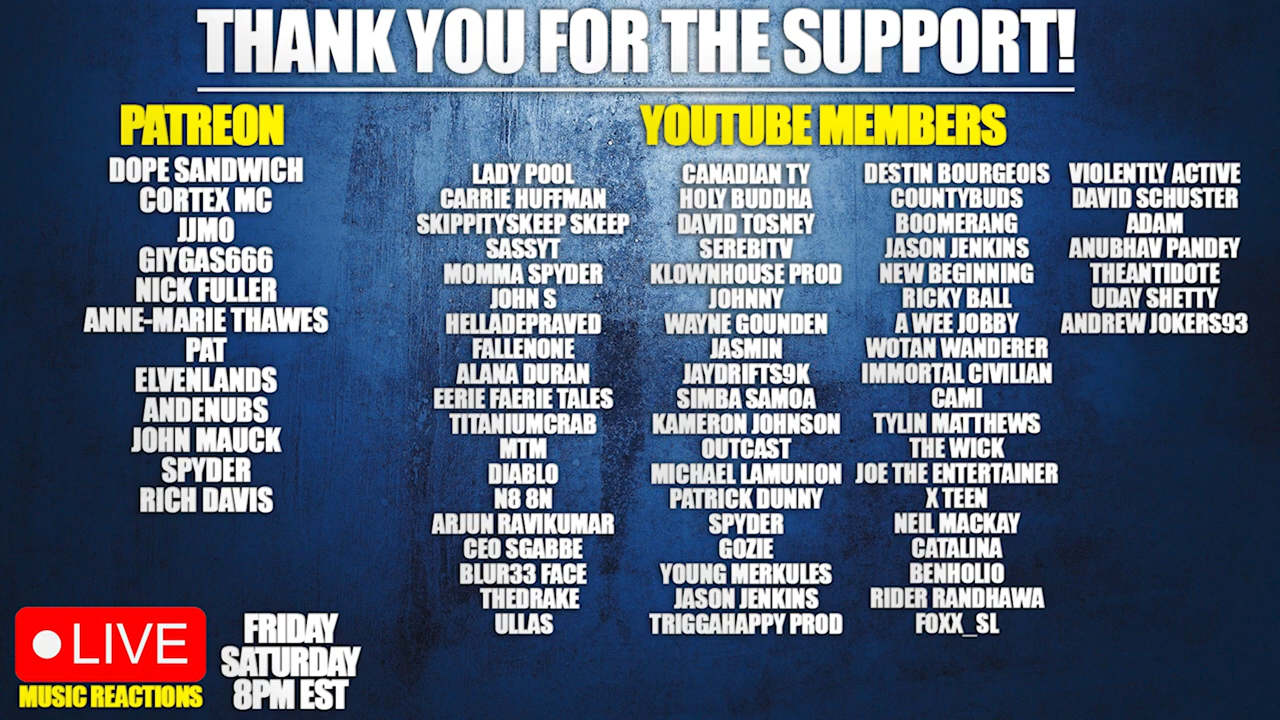 THANK YOU FOR THE SUPPORT!
PATREON
DOPE SANDWICH
CORTEX MC
JJMO
GIYGAS666
NICK FULLER
ANNE-MARIE THAWES
PAT
ELVENLANDS
ANDENUBS
JOHN MAUCK
SPYDER
RICH DAVIS
YOUTUBE MEMBERS
LADY POOL
CARRIE HUFFMAN
SKIPPITYSKEEP SKEEP
SASSYT
MOMMA SPYDER
JOHN S
HELLADEPRAVED
FALLENONE
ALANA DURAN
EERIE FAERIE TALES
TITANIUMCRAB
MTM
DIABLO
N8 8N
ARJUN RAVIKUMAR
CEO SGABBE
BLUR33 FACE
THEDRAKE
ULLAS
CANADIAN TY
HOLY BUDDHA
DAVID TOSNEY
SEREBITV
KLOWNHOUSE PROD
JOHNNY
WAYNE GOUNDEN
JASMIN
JAYDRIFTS9K
SIMBA SAMOA
KAMERON JOHNSON
OUTCAST
MICHAEL LAMUNION
PATRICK DUNNY
SPYDER
GOZIE
YOUNG MERKULES
JASON JENKINS
TRIGGAHAPPY PROD
DESTIN BOURGEOIS
COUNTYBUDS
BOOMERANG
JASON JENKINS
NEW BEGINNING
RICKY BALL
A WEE JOBBY
WOTAN WANDERER
IMMORTAL CIVILIAN
CAMI
TYLIN MATTHEWS
THE WICK
JOE THE ENTERTAINER
X TEEN
NEIL MACKAY
CATALINA
BENHOLIO
RIDER RANDHAWA
FOXX_SL
VIOLENTLY ACTIVE
DAVID SCHUSTER
ADAM
ANUBHAV PANDEY
THEANTIDOTE
UDAY SHETTY
ANDREW JOKERS93
LIVE
MUSIC REACTIONS
FRIDAY
SATURDAY
8PM EST